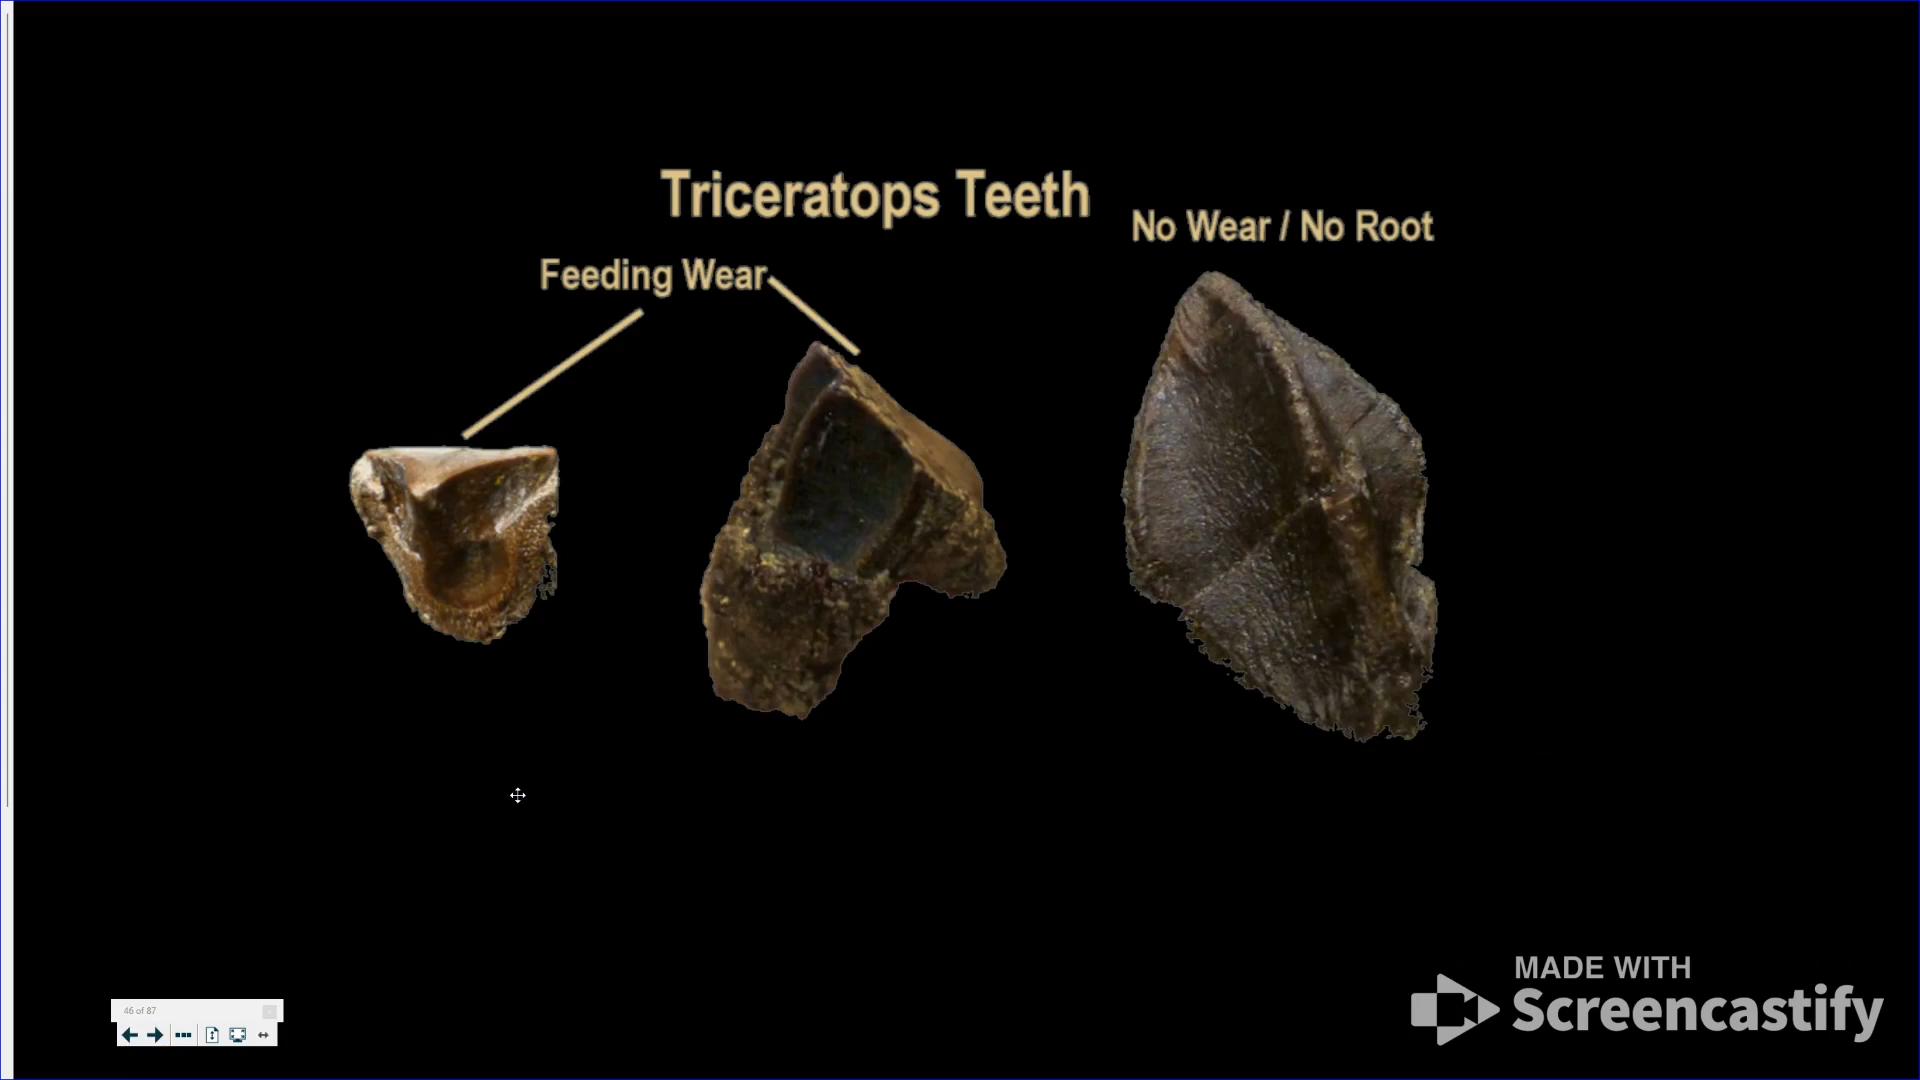 Triceratops Teeth
No Wear / No Root
Feeding Wear
46 of 87
MADE WITH
Screencastify